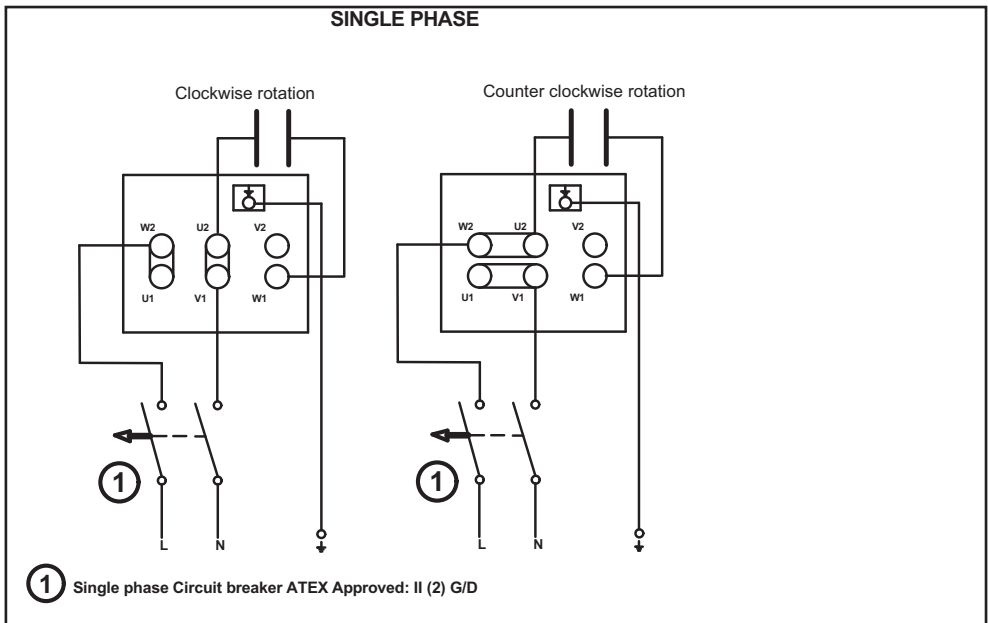 SINGLE PHASE
Clockwise rotation
W2 U2 V2
U1 V1 W1
1
L N
Counter clockwise rotation
W2 U2 V2
U1 V1 W1
1
L N
1 Single phase Circuit breaker ATEX Approved: II (2) G/D